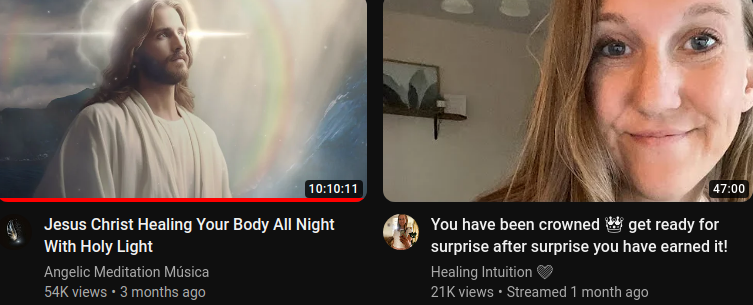 10:10:11
47:00
Jesus Christ Healing Your Body All Night
With Holy Light
Angelic Meditation Música
54K views • 3 months ago
You have been crowned 👑 get ready for
surprise after surprise you have earned it!
Healing Intuition 🤍
21K views • Streamed 1 month ago